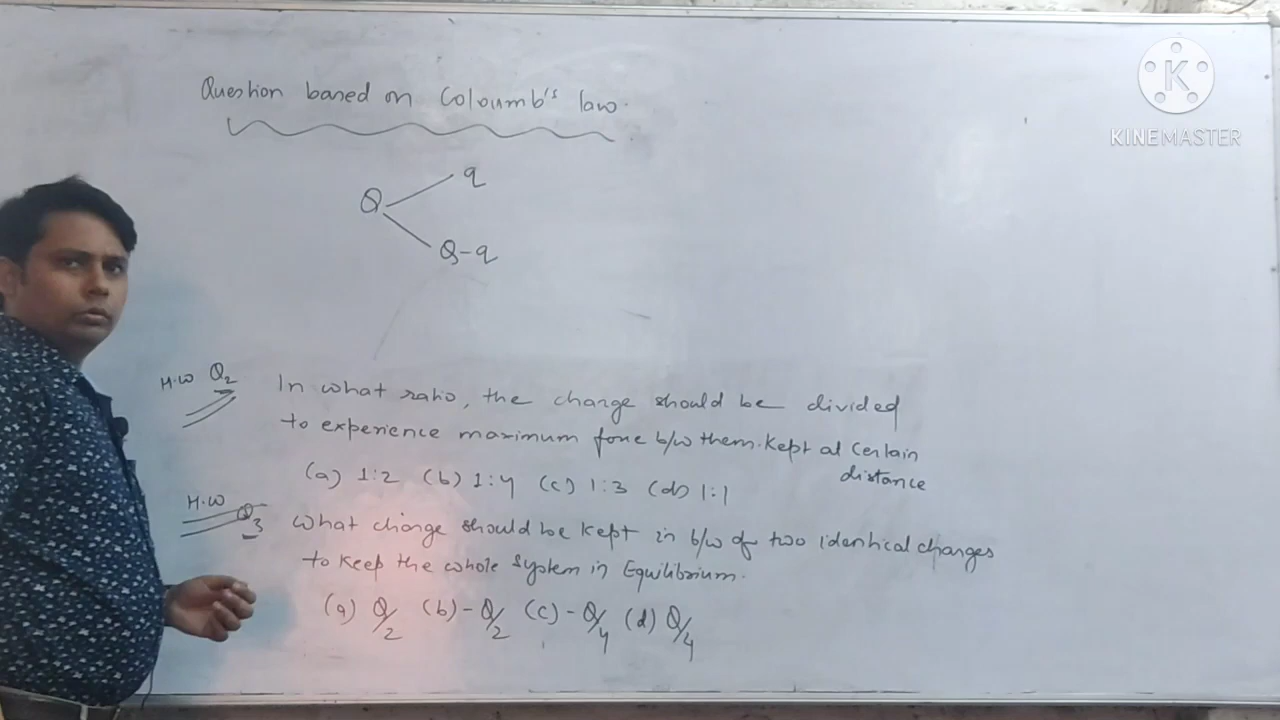 Question based on Coloumb's law.
K
KINEMASTER
q
Q
Q-q
H.W Q2 In what ratio, the charge should be divided
to experience maximum force b/w them. Kept at certain
distance
(a) 1:2 (b) 1:4 (c) 1:3 (d) 1:1
H.W Q3 What charge should be kept in b/w of two identical charges
to keep the whole system in Equilibrium.
(a) Q/2 (b) -Q/2 (c) -Q/4 (d) Q/4